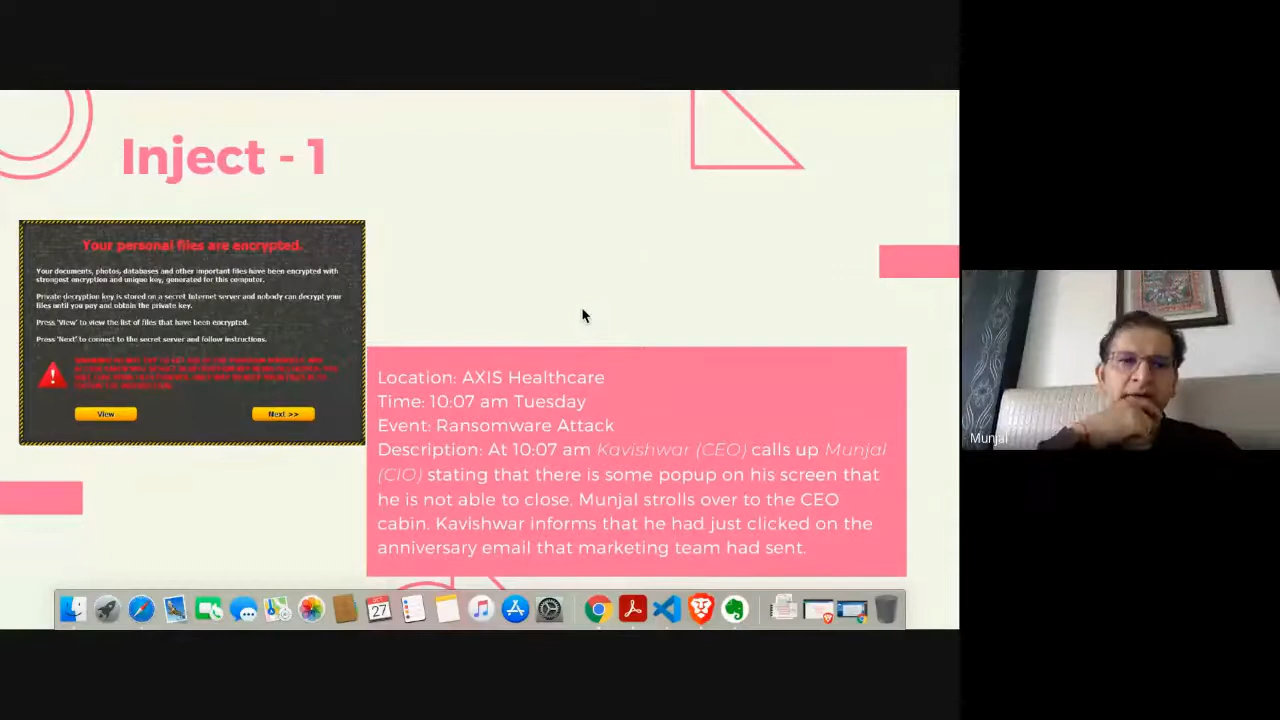 Inject - 1
Your personal files are encrypted.
Your documents, photos, databases and other important files have been encrypted with
strongest encryption and unique key, generated for this computer.
Private decryption key is stored on a secret Internet server and nobody can decrypt your
files until you pay and obtain the private key.
Press 'View' to view the list of files that have been encrypted.
Press 'Next' to connect to the secret server and follow instructions.
View
Next >>
Location: AXIS Healthcare
Time: 10:07 am Tuesday
Event: Ransomware Attack
Description: At 10:07 am Kavishwar (CEO) calls up Munjal
(CIO) stating that there is some popup on his screen that
he is not able to close. Munjal strolls over to the CEO
cabin. Kavishwar informs that he had just clicked on the
anniversary email that marketing team had sent.
Munjal
27